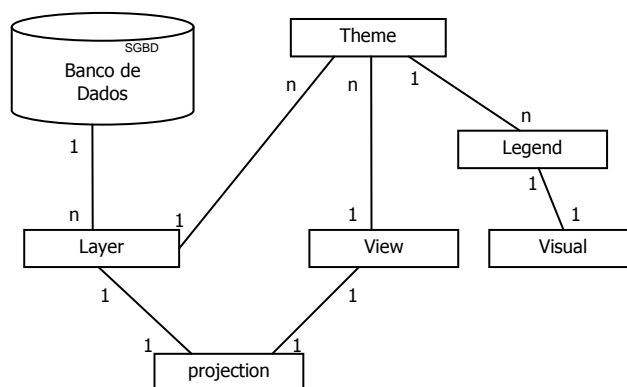 SGBD
Banco de
Dados
Theme
n
n
1
1
n
Legend
1
1
n
1
1
Layer
View
Visual
1
1
1
1
projection